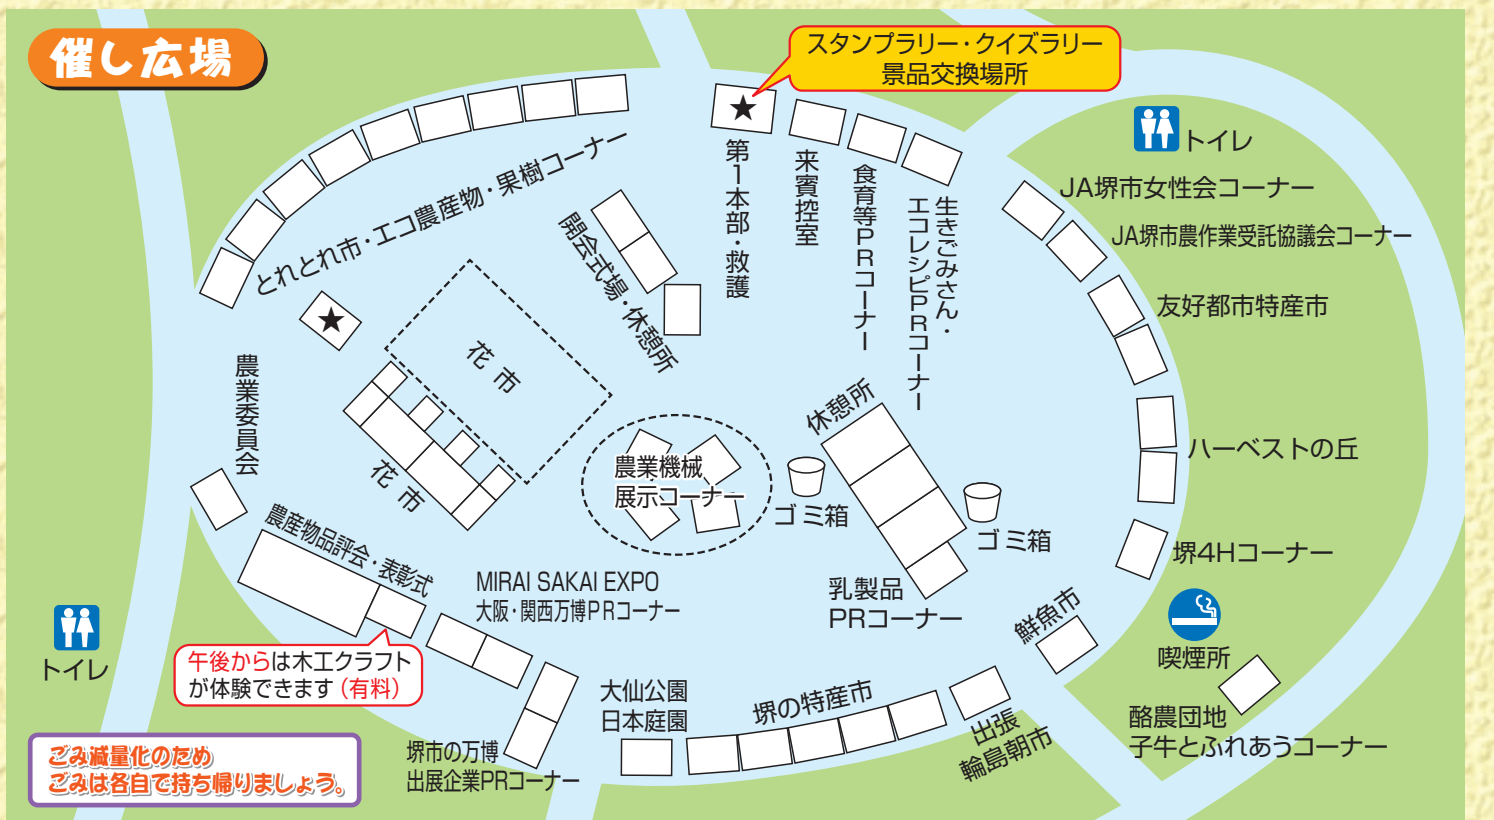 催し広場
スタンプラリー・クイズラリー
景品交換場所
★
とれとれ市・エコ農産物・果樹コーナー
★
開会式場・休憩所
第1本部・救護
来賓控室
食育等PRコーナー
生きごみさん・
エコレシピPRコーナー
トイレ
JA堺市女性会コーナー
JA堺市農作業受託協議会コーナー
友好都市特産市
ハーベストの丘
堺4Hコーナー
花市
花市
農業委員会
農業機械
展示コーナー
休憩所
ゴミ箱
ゴミ箱
乳製品
PRコーナー
農産物品評会・表彰式
MIRAI SAKAI EXPO
大阪・関西万博PRコーナー
トイレ
午後からは木工クラフト
が体験できます（有料）
鮮魚市
喫煙所
酪農団地
子牛とふれあうコーナー
大仙公園
日本庭園
堺の特産市
出張
輪島朝市
堺市の万博
出展企業PRコーナー
ごみ減量化のため
ごみは各自で持ち帰りましょう。